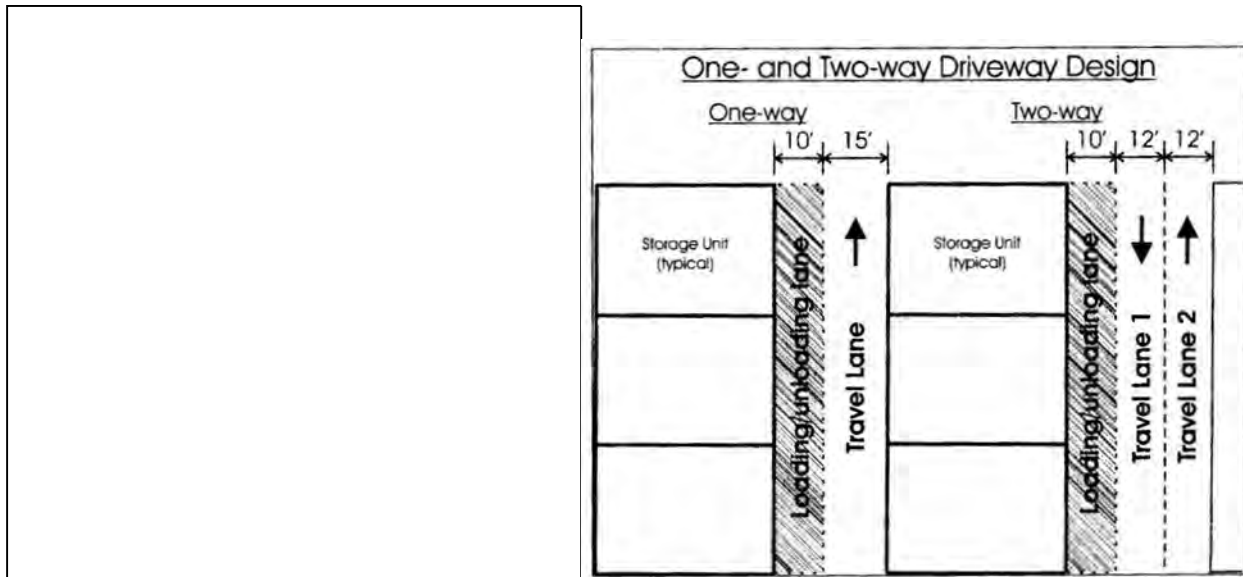 One- and Two-way Driveway Design
One-way
Two-way
10' 15'
10' 12' 12'
Storage Unit
(typical)
Loading/unloading lane
Travel Lane
Storage Unit
(typical)
Loading/unloading lane
Travel Lane 1
Travel Lane 2